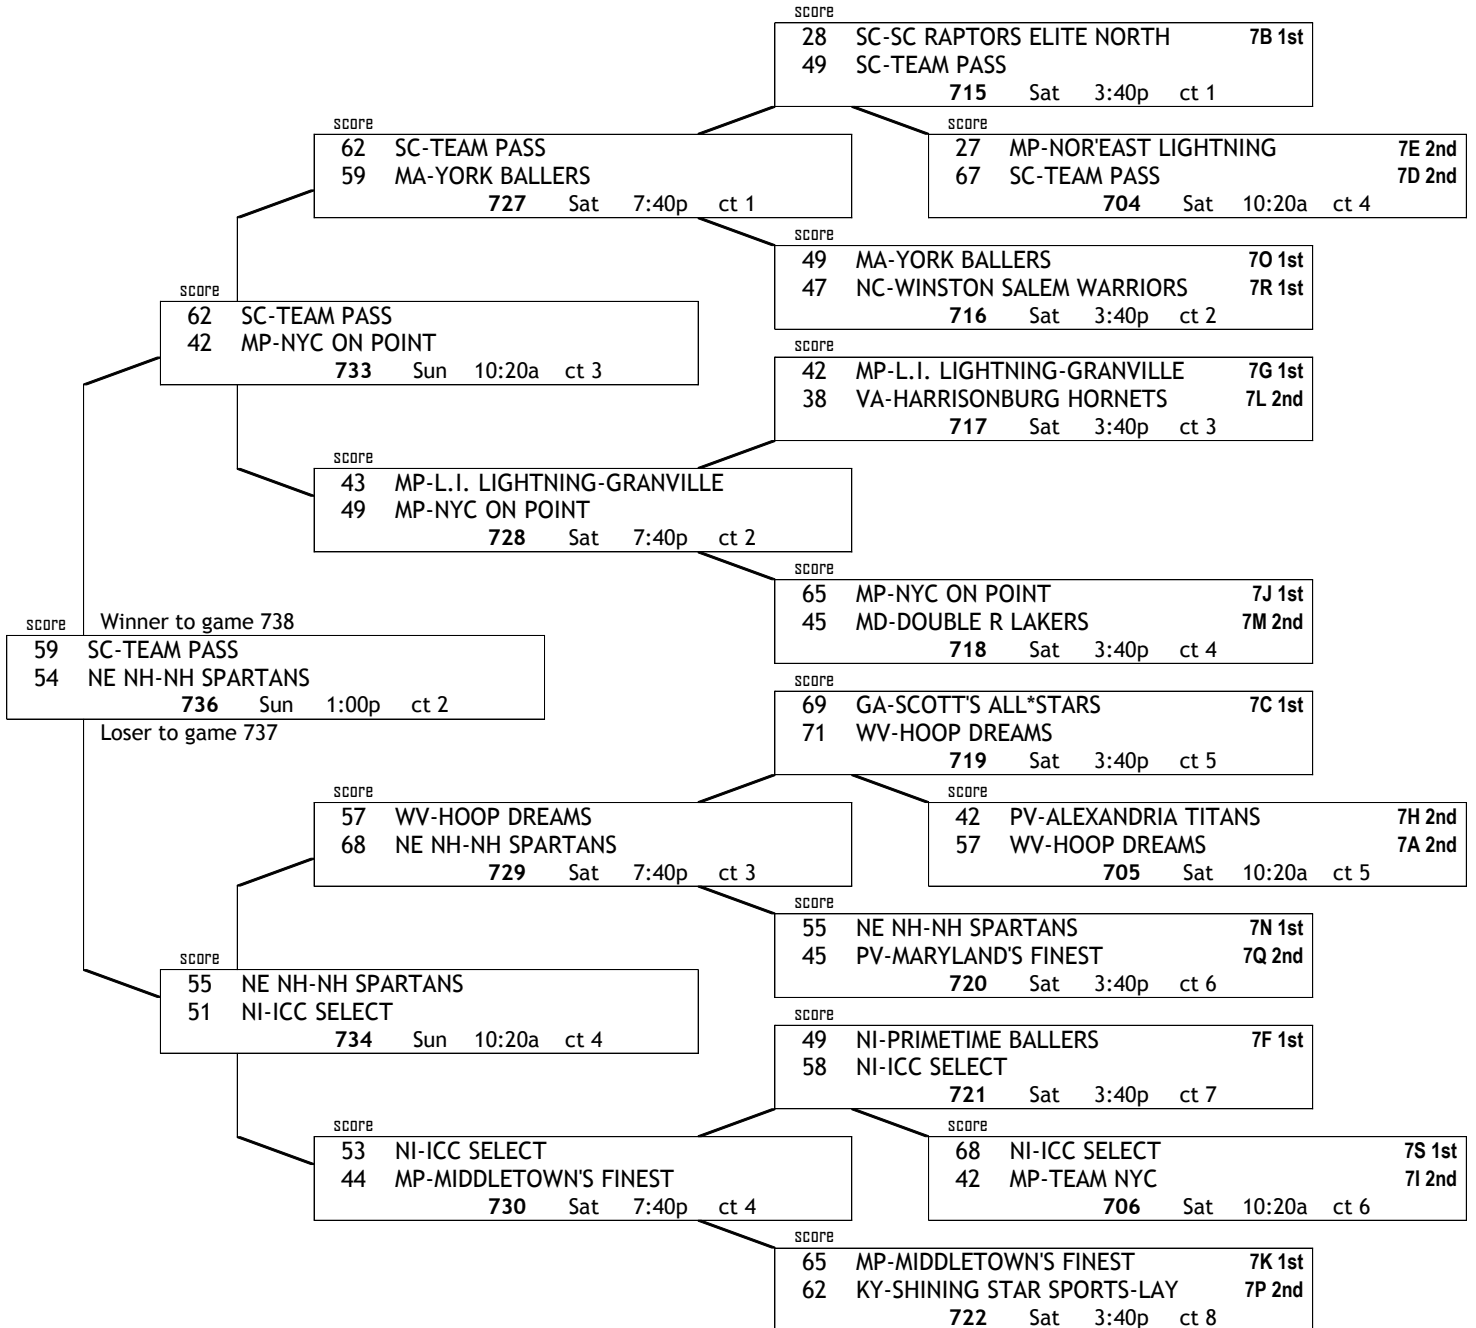 score
28 SC-SC RAPTORS ELITE NORTH 7B 1st
49 SC-TEAM PASS
715 Sat 3:40p ct 1
score
62 SC-TEAM PASS
59 MA-YORK BALLERS
727 Sat 7:40p ct 1
score
27 MP-NOR'EAST LIGHTNING 7E 2nd
67 SC-TEAM PASS 7D 2nd
704 Sat 10:20a ct 4
score
49 MA-YORK BALLERS 7O 1st
47 NC-WINSTON SALEM WARRIORS 7R 1st
716 Sat 3:40p ct 2
score
62 SC-TEAM PASS
42 MP-NYC ON POINT
733 Sun 10:20a ct 3
score
42 MP-L.I. LIGHTNING-GRANVILLE 7G 1st
38 VA-HARRISONBURG HORNETS 7L 2nd
717 Sat 3:40p ct 3
score
43 MP-L.I. LIGHTNING-GRANVILLE
49 MP-NYC ON POINT
728 Sat 7:40p ct 2
score
65 MP-NYC ON POINT 7J 1st
45 MD-DOUBLE R LAKERS 7M 2nd
718 Sat 3:40p ct 4
score Winner to game 738
59 SC-TEAM PASS
54 NE NH-NH SPARTANS
736 Sun 1:00p ct 2
Loser to game 737
score
69 GA-SCOTT'S ALL*STARS 7C 1st
71 WV-HOOP DREAMS
719 Sat 3:40p ct 5
score
57 WV-HOOP DREAMS
68 NE NH-NH SPARTANS
729 Sat 7:40p ct 3
score
42 PV-ALEXANDRIA TITANS 7H 2nd
57 WV-HOOP DREAMS 7A 2nd
705 Sat 10:20a ct 5
score
55 NE NH-NH SPARTANS 7N 1st
45 PV-MARYLAND'S FINEST 7Q 2nd
720 Sat 3:40p ct 6
score
55 NE NH-NH SPARTANS
51 NI-ICC SELECT
734 Sun 10:20a ct 4
score
49 NI-PRIMETIME BALLERS 7F 1st
58 NI-ICC SELECT
721 Sat 3:40p ct 7
score
53 NI-ICC SELECT
44 MP-MIDDLETOWN'S FINEST
730 Sat 7:40p ct 4
score
68 NI-ICC SELECT 7S 1st
42 MP-TEAM NYC 7I 2nd
706 Sat 10:20a ct 6
score
65 MP-MIDDLETOWN'S FINEST 7K 1st
62 KY-SHINING STAR SPORTS-LAY 7P 2nd
722 Sat 3:40p ct 8